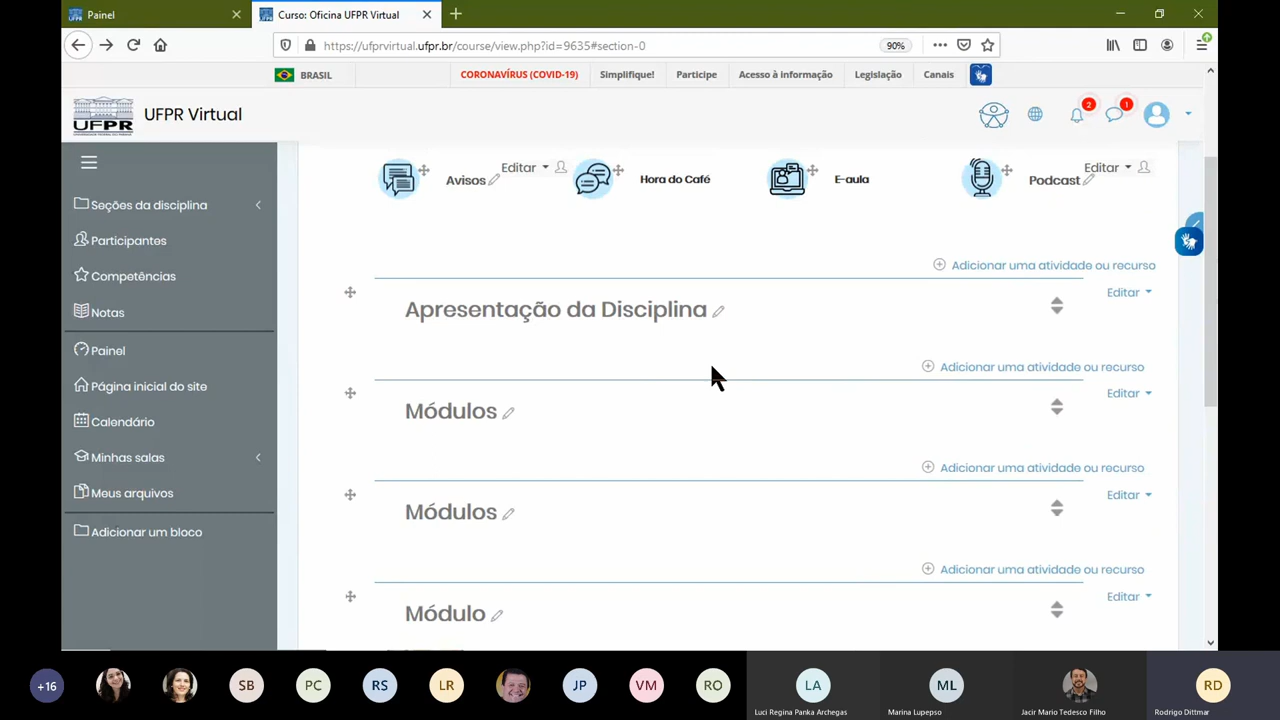 Painel
Curso: Oficina UFPR Virtual
https://ufprvirtual.ufpr.br/course/view.php?id=9635#section-0
90%
BRASIL
CORONAVÍRUS (COVID-19)
Simplifique!
Participe
Acesso à informação
Legislação
Canais
UFPR
UFPR Virtual
2
1
Seções da disciplina
Participantes
Competências
Notas
Painel
Página inicial do site
Calendário
Minhas salas
Meus arquivos
Adicionar um bloco
Avisos
Editar
Hora do Café
E-aula
Podcast
Editar
Adicionar uma atividade ou recurso
Editar
Apresentação da Disciplina
Adicionar uma atividade ou recurso
Editar
Módulos
Adicionar uma atividade ou recurso
Editar
Módulos
Adicionar uma atividade ou recurso
Editar
Módulo
+16
SB
PC
RS
LR
JP
VM
RO
LA
Luci Regina Panka Archegas
ML
Marina Lupepso
Jacir Mario Tedesco Filho
RD
Rodrigo Dittmar